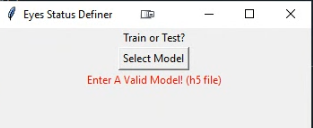 Eyes Status Definer
Train or Test?
Select Model
Enter A Valid Model! (h5 file)